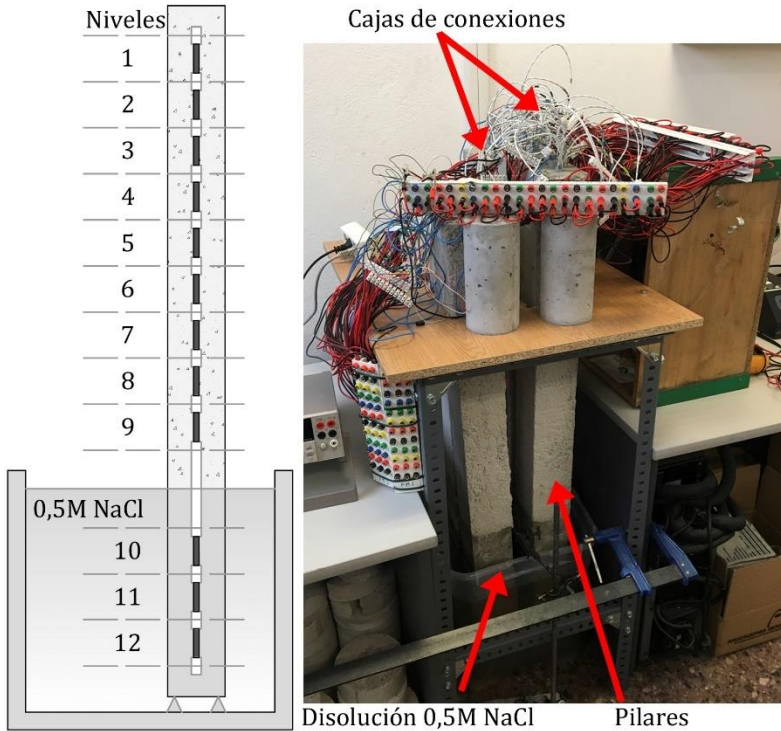 Niveles
1
2
3
4
5
6
7
8
9
0,5M NaCl
10
11
12
Cajas de conexiones
Disolución 0,5M NaCl
Pilares